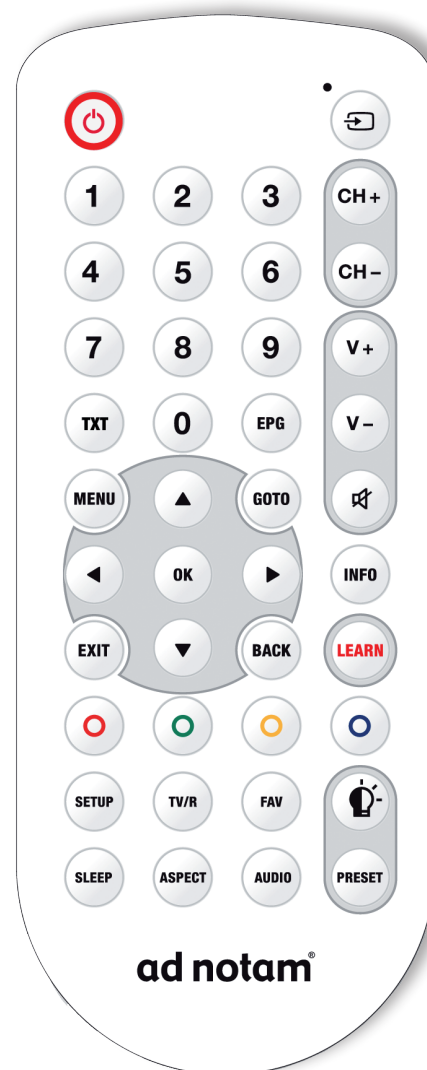 1 2 3 CH +
4 5 6 CH –
7 8 9 V +
TXT 0 EPG V –
MENU GOTO
OK INFO
EXIT BACK LEARN
SETUP TV/R FAV
SLEEP ASPECT AUDIO PRESET
ad notam®